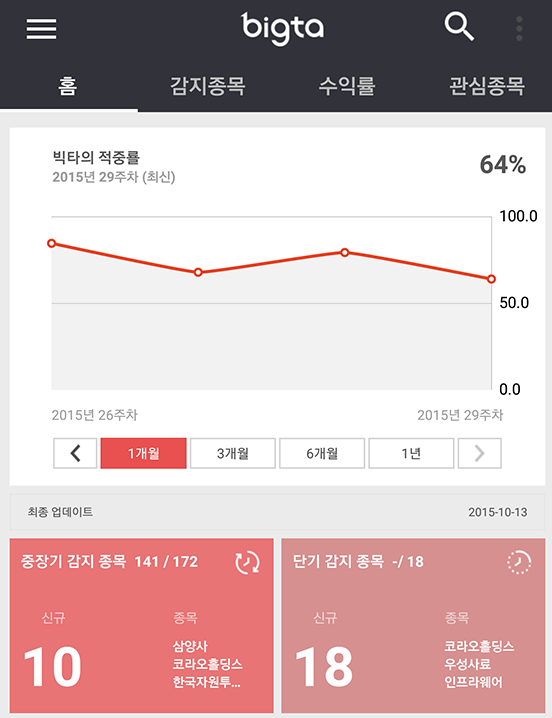 bigta
홈 감지종목 수익률 관심종목
빅타의 적중률 64%
2015년 29주차 (최신)
100.0
50.0
0.0
2015년 26주차 2015년 29주차
1개월 3개월 6개월 1년
최종 업데이트 2015-10-13
중장기 감지 종목 141 / 172
신규 종목
10
삼양사
코라오홀딩스
한국자원투...
단기 감지 종목 -/ 18
신규 종목
18
코라오홀딩스
우성사료
인프라웨어